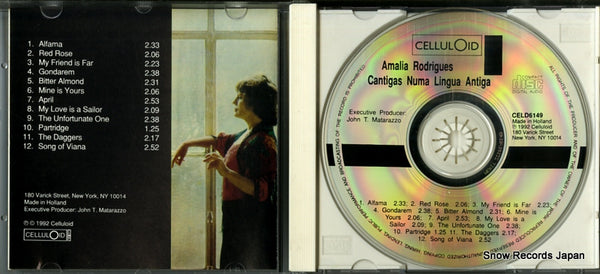 1. Alfama 2.33
2. Red Rose 2.06
3. My Friend is Far 2.23
4. Gondarem 2.38
5. Bitter Almond 2.31
6. Mine is Yours 2.06
7. April 2.53
8. My Love is a Sailor 2.09
9. The Unfortunate One 2.38
10. Partridge 1.25
11. The Daggers 2.17
12. Song of Viana 2.52
180 Varick Street, New York, NY 10014
Made in Holland
Executive Producer: John T. Matarazzo
℗ © 1992 Celluloid
CELLULOID
CELLULOID
Amalia Rodrigues
Cantigas Numa Lingua Antiga
COMPACT
disc
DIGITAL AUDIO
Executive Producer:
John T. Matarazzo
CELD6149
Made in Holland
℗ © 1992 Celluloid
180 Varick Street
New York, NY 10014
1. Alfama 2.33; 2. Red Rose 2.06; 3. My Friend is Far 2.23;
4. Gondarem 2.38; 5. Bitter Almond 2.31; 6. Mine is
Yours 2.06; 7. April 2.53; 8. My Love is a
Sailor 2.09; 9. The Unfortunate One 2.38;
10. Partridge 1.25 11. The Daggers 2.17;
12. Song of Viana 2.52
Snow Records Japan